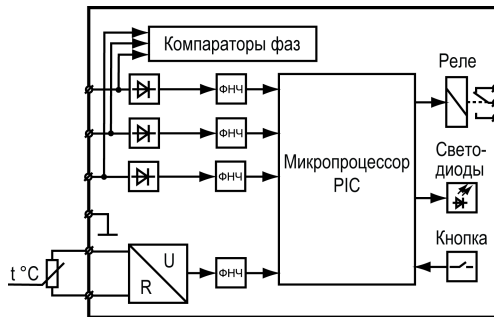 Компараторы фаз
ФНЧ
ФНЧ
ФНЧ
ФНЧ
Микропроцессор
PIC
Реле
Свето-
диоды
Кнопка
t °C
U
R